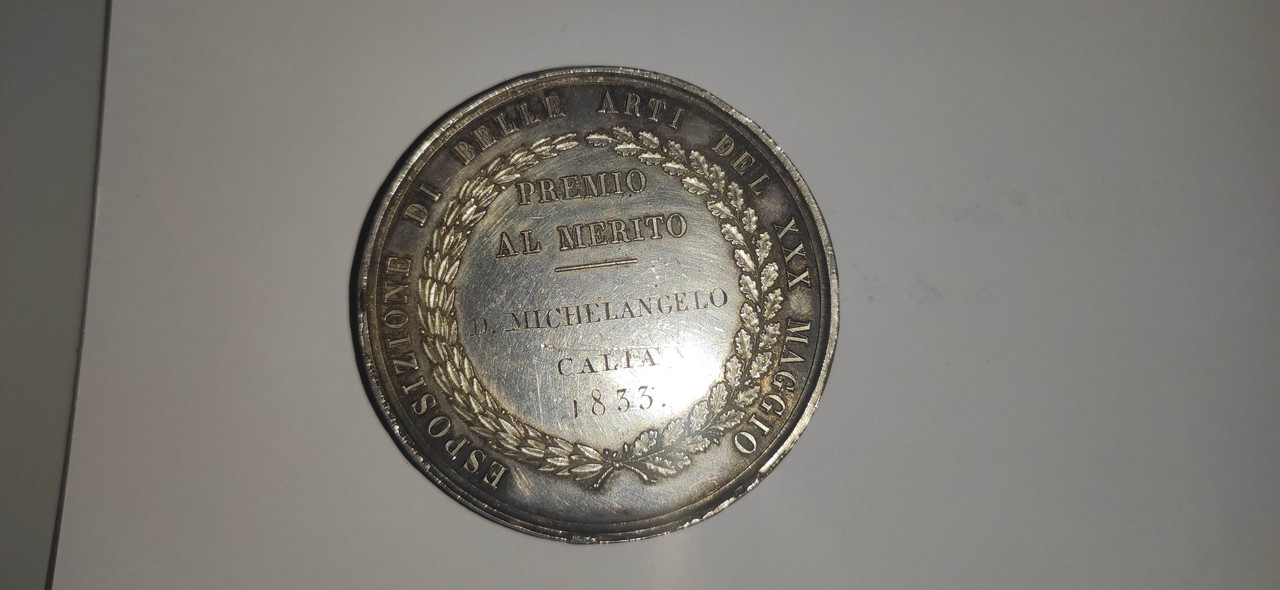 ESPOSIZIONE DI BELLE ARTI DEL XXX MAGGIO
PREMIO
AL MERITO
D. MICHELANGELO
1833.